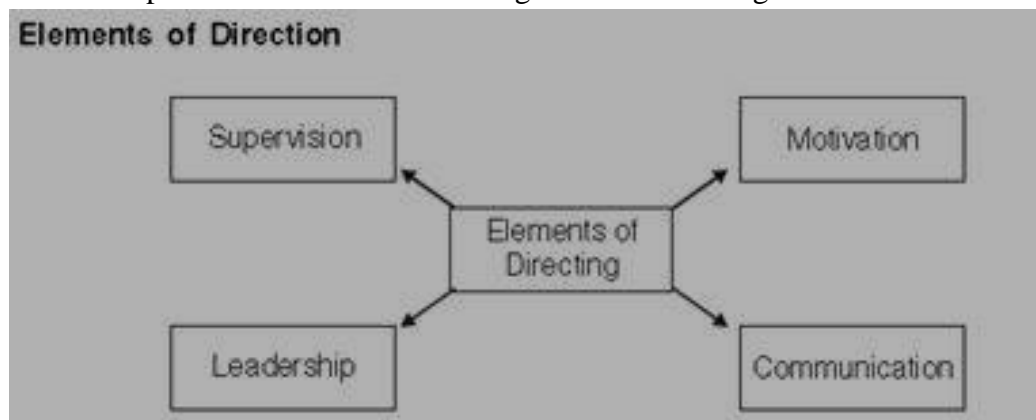 Elements of Direction
Supervision
Motivation
Elements of
Directing
Leadership
Communication